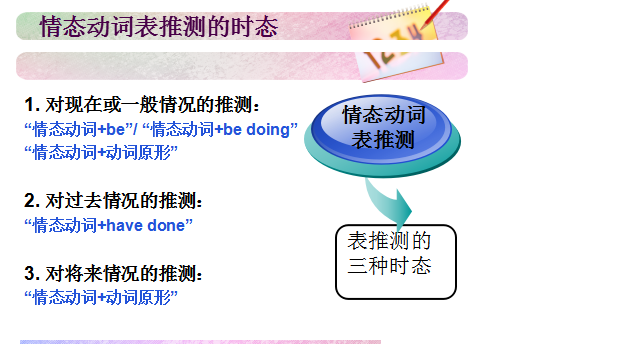 情态动词表推测的时态
1234
1. 对现在或一般情况的推测：
“情态动词+be”/ “情态动词+be doing”
“情态动词+动词原形”
2. 对过去情况的推测：
“情态动词+have done”
3. 对将来情况的推测：
“情态动词+动词原形”
情态动词
表推测
表推测的
三种时态